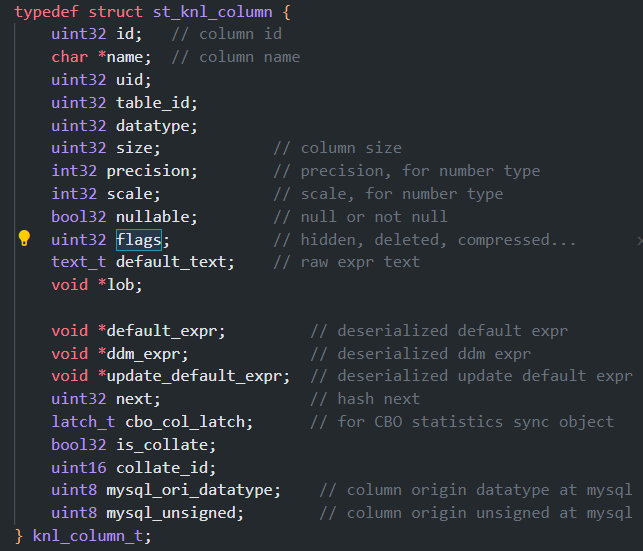 typedef struct st_knl_column {
    uint32 id;   // column id
    char *name;  // column name
    uint32 uid;
    uint32 table_id;
    uint32 datatype;
    uint32 size;            // column size
    int32 precision;        // precision, for number type
    int32 scale;            // scale, for number type
    bool32 nullable;        // null or not null
    uint32 flags;           // hidden, deleted, compressed...
    text_t default_text;    // raw expr text
    void *lob;

    void *default_expr;         // deserialized default expr
    void *ddm_expr;             // deserialized ddm expr
    void *update_default_expr;  // deserialized update default expr
    uint32 next;                // hash next
    latch_t cbo_col_latch;      // for CBO statistics sync object
    bool32 is_collate;
    uint16 collate_id;
    uint8 mysql_ori_datatype;    // column origin datatype at mysql
    uint8 mysql_unsigned;        // column origin unsigned at mysql
} knl_column_t;